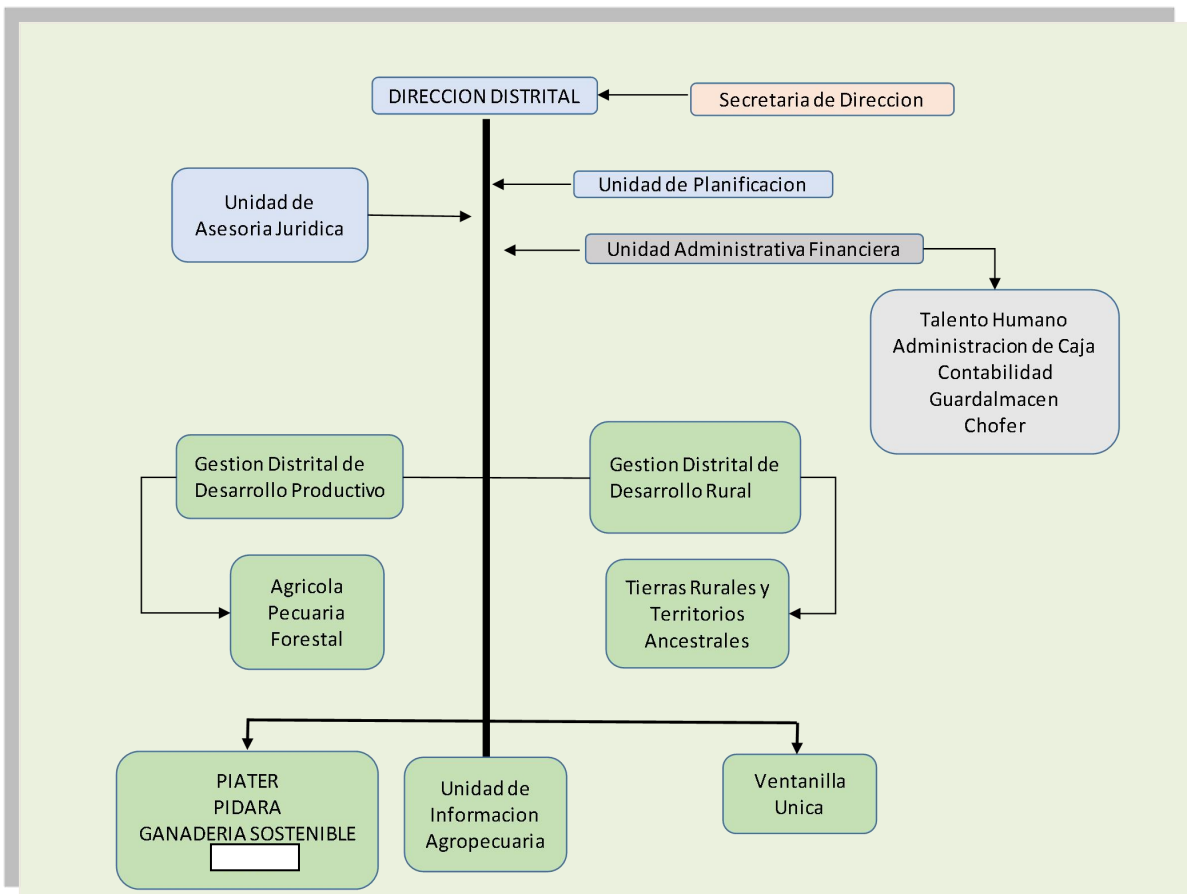 DIRECCION DISTRITAL
Secretaria de Direccion
Unidad de Planificacion
Unidad de
Asesoria Juridica
Unidad Administrativa Financiera
Talento Humano
Administracion de Caja
Contabilidad
Guardalmacen
Chofer
Gestion Distrital de
Desarrollo Productivo
Gestion Distrital de
Desarrollo Rural
Agricola
Pecuaria
Forestal
Tierras Rurales y
Territorios
Ancestrales
PIATER
PIDARA
GANADERIA SOSTENIBLE
Unidad de
Informacion
Agropecuaria
Ventanilla
Unica